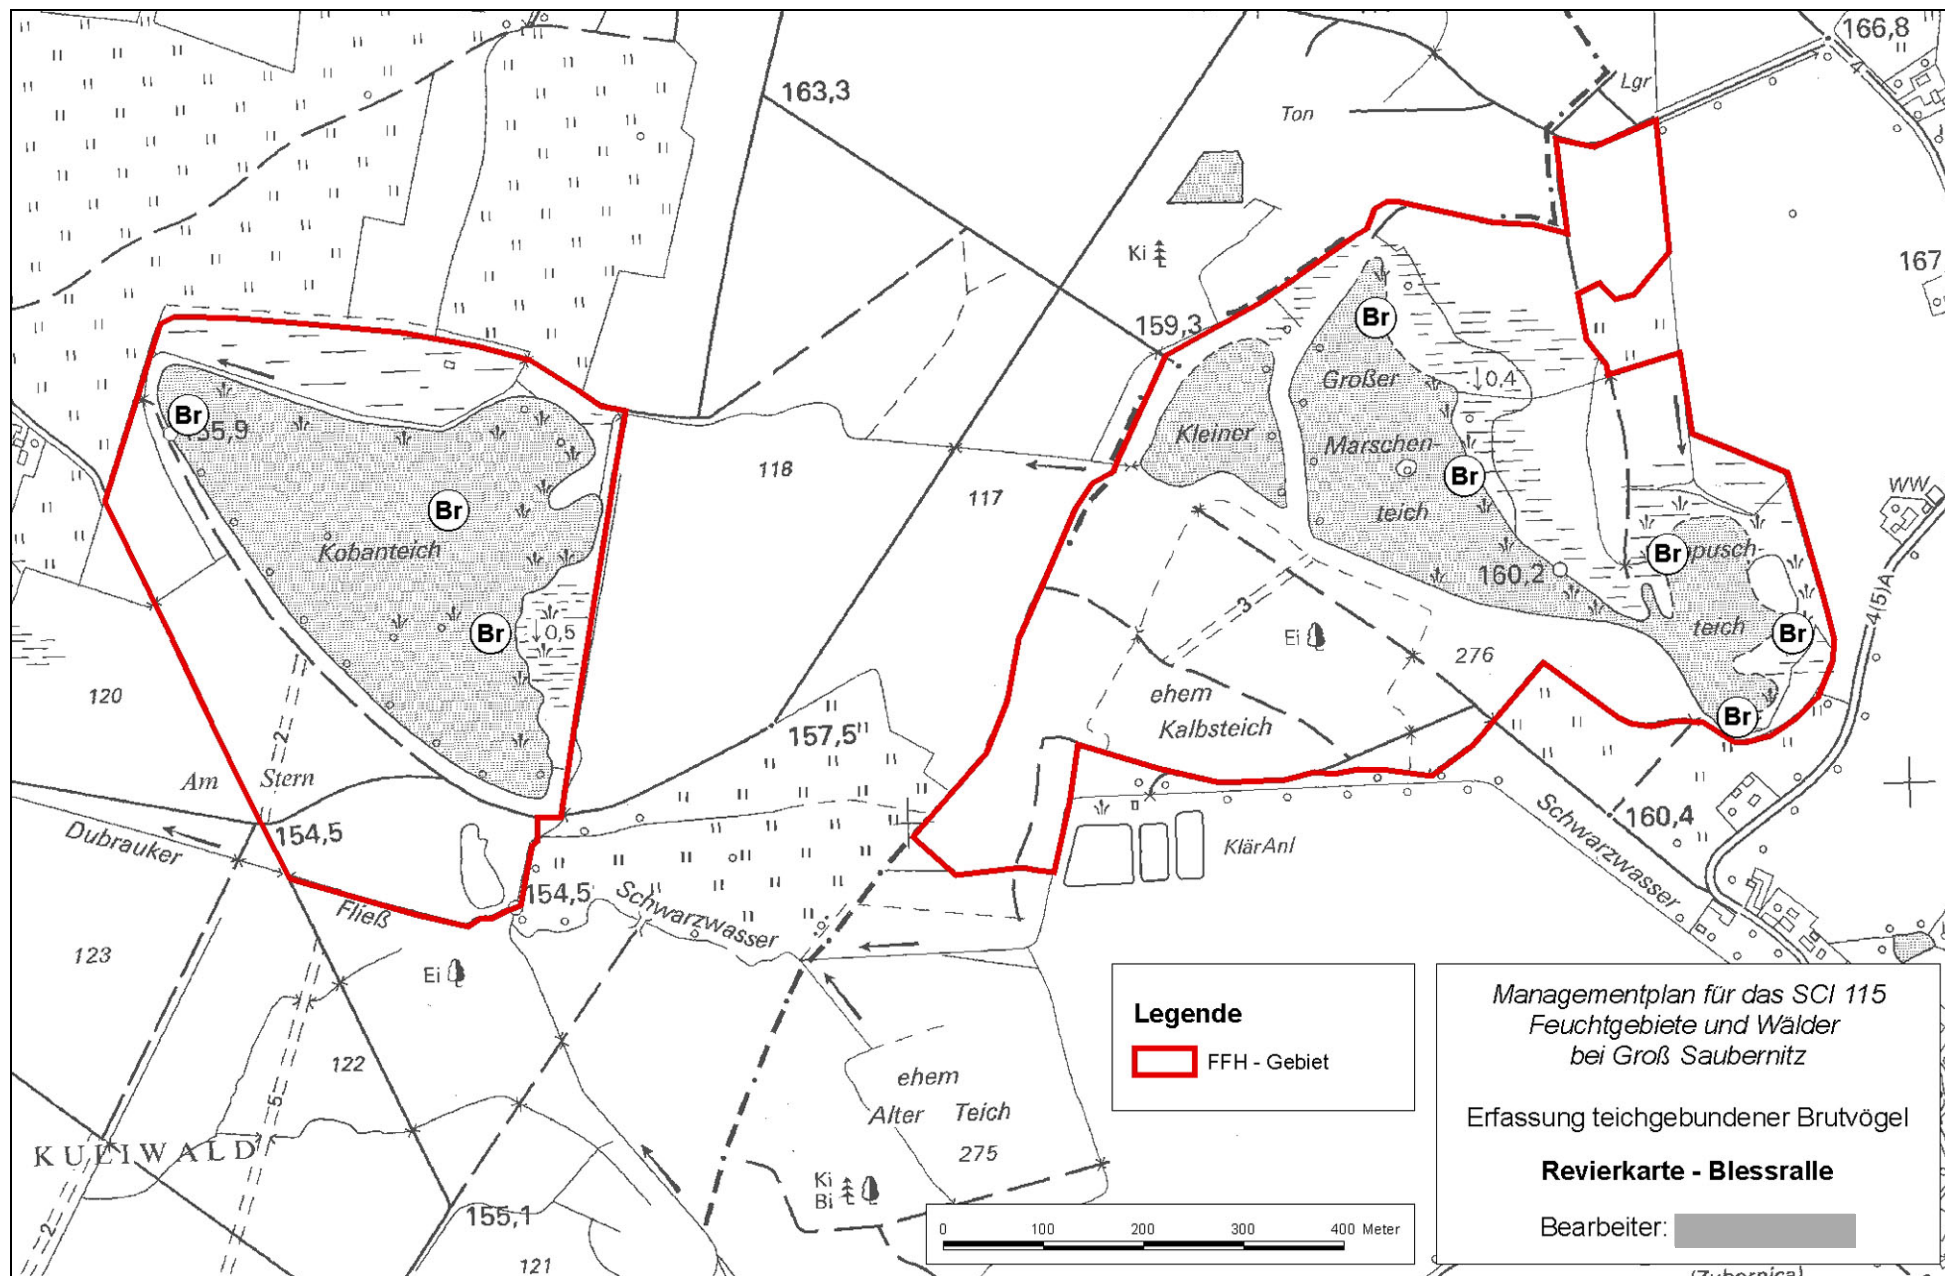 166,8
4
Lgr
163,3
Ton
Ki
167
159,3
Br
Großer
↓0,4
Br
155,9
Kleiner
Marschen-
Br
118
117
teich
WW
Br
Kobanteich
Br
pusch-
160,2
4(5)A
3
Br
↓0,5
Ei
276
teich
Br
120
ehem
Kalbsteich
Br
2
157,5
Am Stern
154,5
Dubrauker
Schwarzwasser
160,4
KlärAnl
154,5
Fließ
Schwarzwasser
123
Ei
122
5
ehem
Alter Teich
275
KULIWALD
Ki
Bi
2
155,1
121
Legende
FFH - Gebiet
0 100 200 300 400 Meter
Managementplan für das SCI 115
Feuchtgebiete und Wälder
bei Groß Saubernitz
Erfassung teichgebundener Brutvögel
Revierkarte - Blessralle
Bearbeiter: